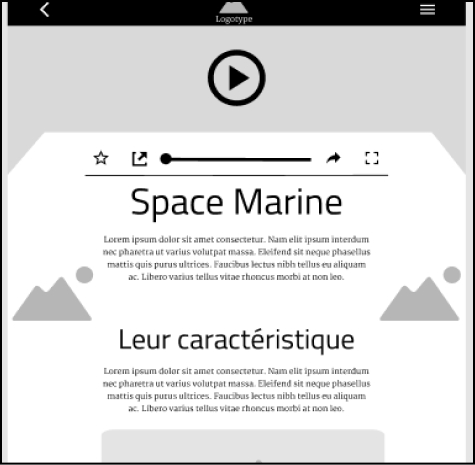 Logotype
Space Marine
Lorem ipsum dolor sit amet consectetur. Nam elit ipsum interdum
nec pharetra ut varius volutpat massa. Eleifend sit neque phasellus
mattis quis purus ultrices. Faucibus lectus nibh tellus eu aliquam
ac. Libero varius tellus vitae rhoncus morbi at non leo.
Leur caractéristique
Lorem ipsum dolor sit amet consectetur. Nam elit ipsum interdum
nec pharetra ut varius volutpat massa. Eleifend sit neque phasellus
mattis quis purus ultrices. Faucibus lectus nibh tellus eu aliquam
ac. Libero varius tellus vitae rhoncus morbi at non leo.